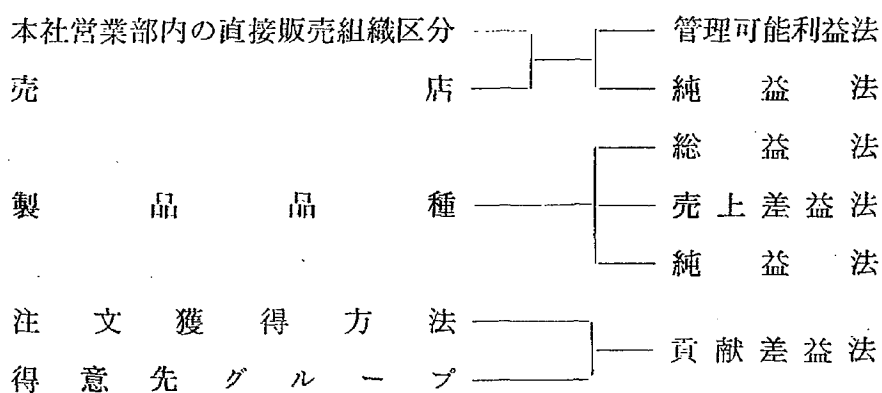 本社営業部内の直接販売組織区分 管理可能利益法
売店 純益法
総益法
製品品種 売上差益法
純益法
注文獲得方法
貢献差益法
得意先グループ